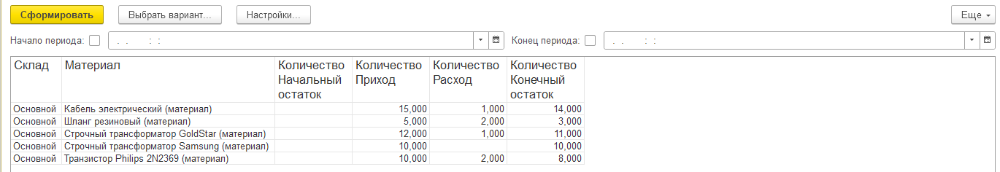 Сформировать Выбрать вариант... Настройки... Еще
Начало периода: . . : : Конец периода: . . : :
Склад Материал Количество Количество Количество Количество
Начальный Приход Расход Конечный
остаток остаток
Основной Кабель электрический (материал) 15,000 1,000 14,000
Основной Шланг резиновый (материал) 5,000 2,000 3,000
Основной Строчный трансформатор GoldStar (материал) 12,000 1,000 11,000
Основной Строчный трансформатор Samsung (материал) 10,000 10,000
Основной Транзистор Philips 2N2369 (материал) 10,000 2,000 8,000